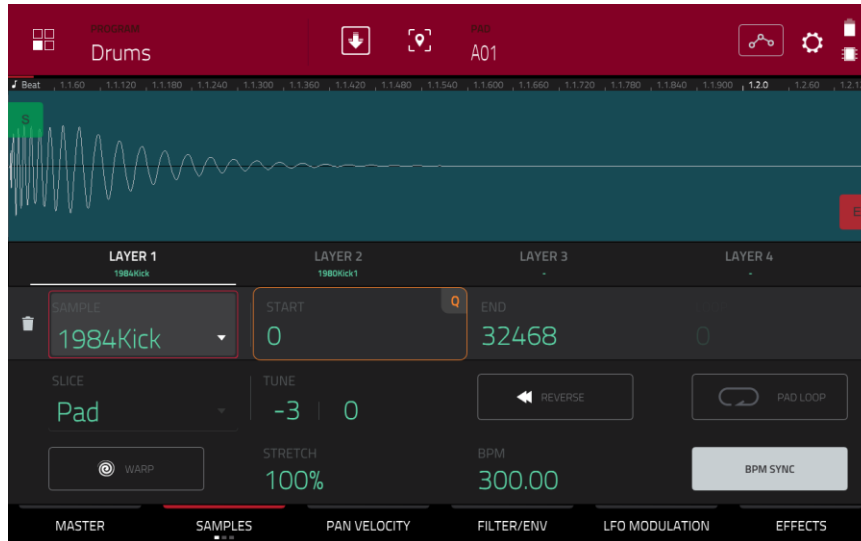 PROGRAM
Drums
PAD
A01
Beat 1.1.60 1.1.120 1.1.180 1.1.240 1.1.300 1.1.360 1.1.420 1.1.480 1.1.540 1.1.600 1.1.660 1.1.720 1.1.780 1.1.840 1.1.900 1.2.0 1.2.60
S
E
LAYER 1 LAYER 2 LAYER 3 LAYER 4
1984Kick 1980Kick1 - -
SAMPLE START Q END
1984Kick 0 32468 0
SLICE TUNE
Pad -3 0 REVERSE PAD LOOP
WARP STRETCH BPM BPM SYNC
100% 300.00
MASTER SAMPLES PAN VELOCITY FILTER/ENV LFO MODULATION EFFECTS